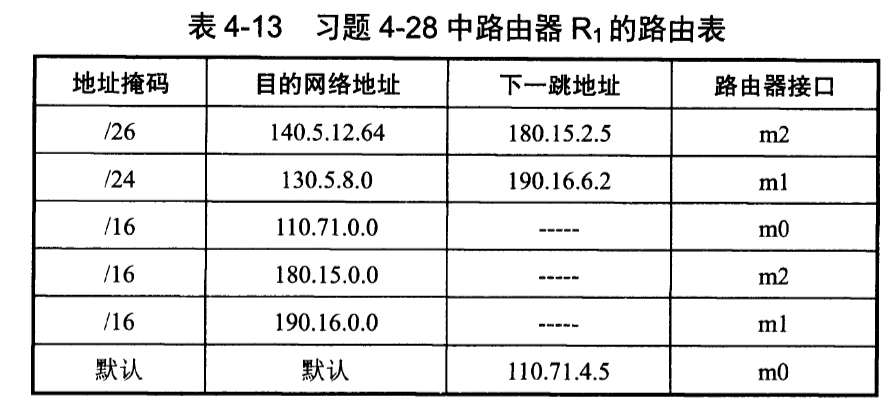 表 4-13 习题 4-28 中路由器 R₁ 的路由表
地址掩码 目的网络地址 下一跳地址 路由器接口
/26 140.5.12.64 180.15.2.5 m2
/24 130.5.8.0 190.16.6.2 m1
/16 110.71.0.0 ----- m0
/16 180.15.0.0 ----- m2
/16 190.16.0.0 ----- m1
默认 默认 110.71.4.5 m0